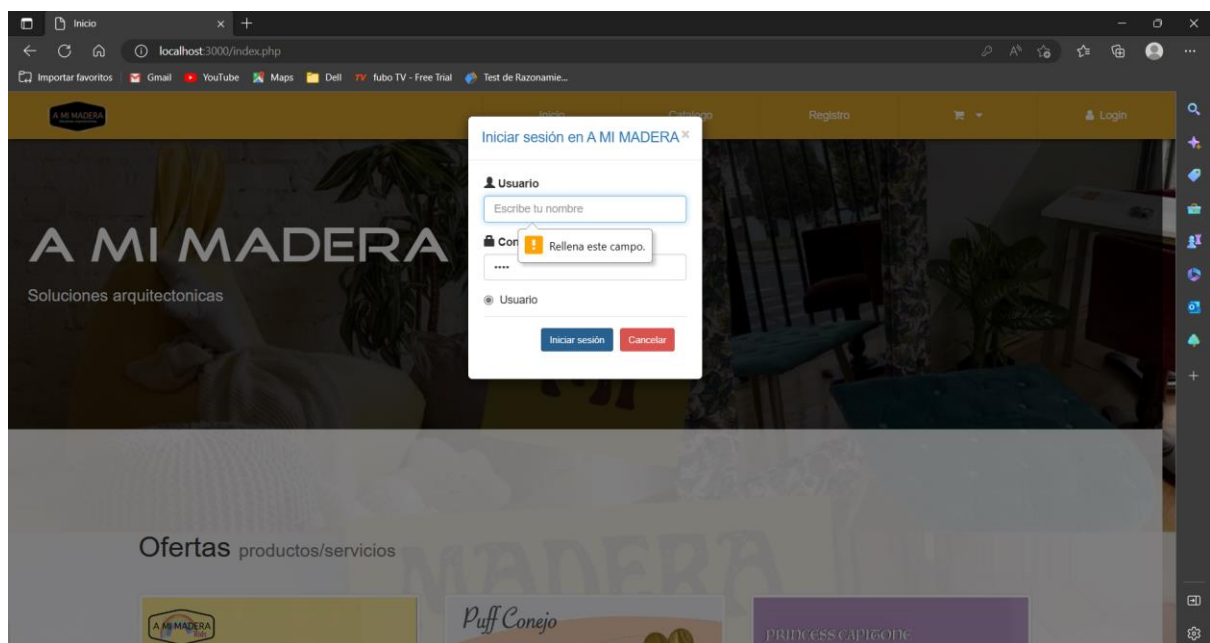 Inicio
localhost:3000/index.php
Importar favoritos Gmail YouTube Maps Dell fubo TV - Free Trial Test de Razonamie...
A MI MADERA Inicio Catalogo Registro Login
Iniciar sesión en A MI MADERA ×
Usuario
Escribe tu nombre
Con
Rellena este campo.
••••
Usuario
Iniciar sesión Cancelar
A MI MADERA
Soluciones arquitectonicas
MADERA
Ofertas productos/servicios
A MI MADERA
Kids
Puff Conejo
PRINCESS CAPITONE